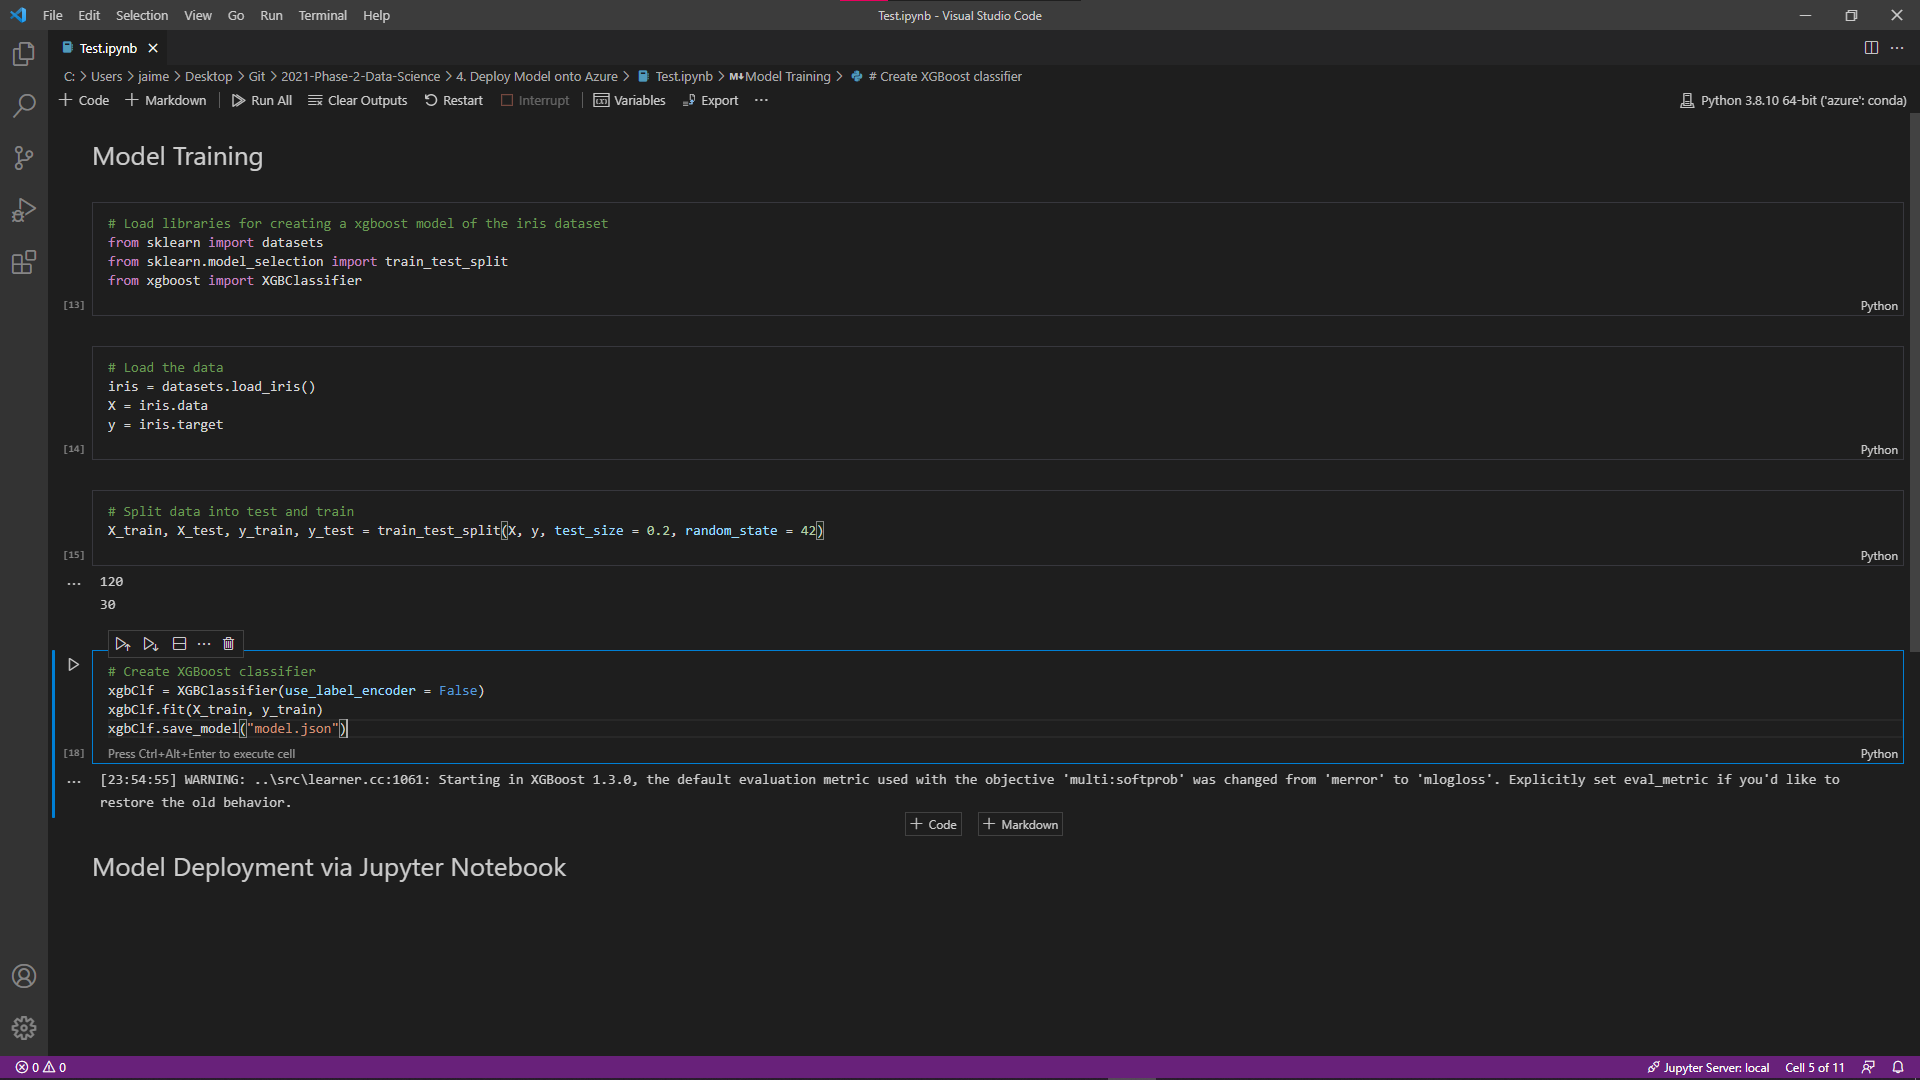 File Edit Selection View Go Run Terminal Help
Test.ipynb - Visual Studio Code
Test.ipynb
C: > Users > jaime > Desktop > Git > 2021-Phase-2-Data-Science > 4. Deploy Model onto Azure > Test.ipynb > M↓Model Training > # Create XGBoost classifier
+ Code + Markdown Run All Clear Outputs Restart Interrupt Variables Export ···
Python 3.8.10 64-bit ('azure': conda)
Model Training
# Load libraries for creating a xgboost model of the iris dataset
from sklearn import datasets
from sklearn.model_selection import train_test_split
from xgboost import XGBClassifier
[13]
Python
# Load the data
iris = datasets.load_iris()
X = iris.data
y = iris.target
[14]
Python
# Split data into test and train
X_train, X_test, y_train, y_test = train_test_split(X, y, test_size = 0.2, random_state = 42)
[15]
Python
120
30
# Create XGBoost classifier
xgbClf = XGBClassifier(use_label_encoder = False)
xgbClf.fit(X_train, y_train)
xgbClf.save_model("model.json")
[18]
Press Ctrl+Alt+Enter to execute cell
Python
[23:54:55] WARNING: ..\src\learner.cc:1061: Starting in XGBoost 1.3.0, the default evaluation metric used with the objective 'multi:softprob' was changed from 'merror' to 'mlogloss'. Explicitly set eval_metric if you'd like to
restore the old behavior.
+ Code + Markdown
Model Deployment via Jupyter Notebook
0 0
Jupyter Server: local Cell 5 of 11